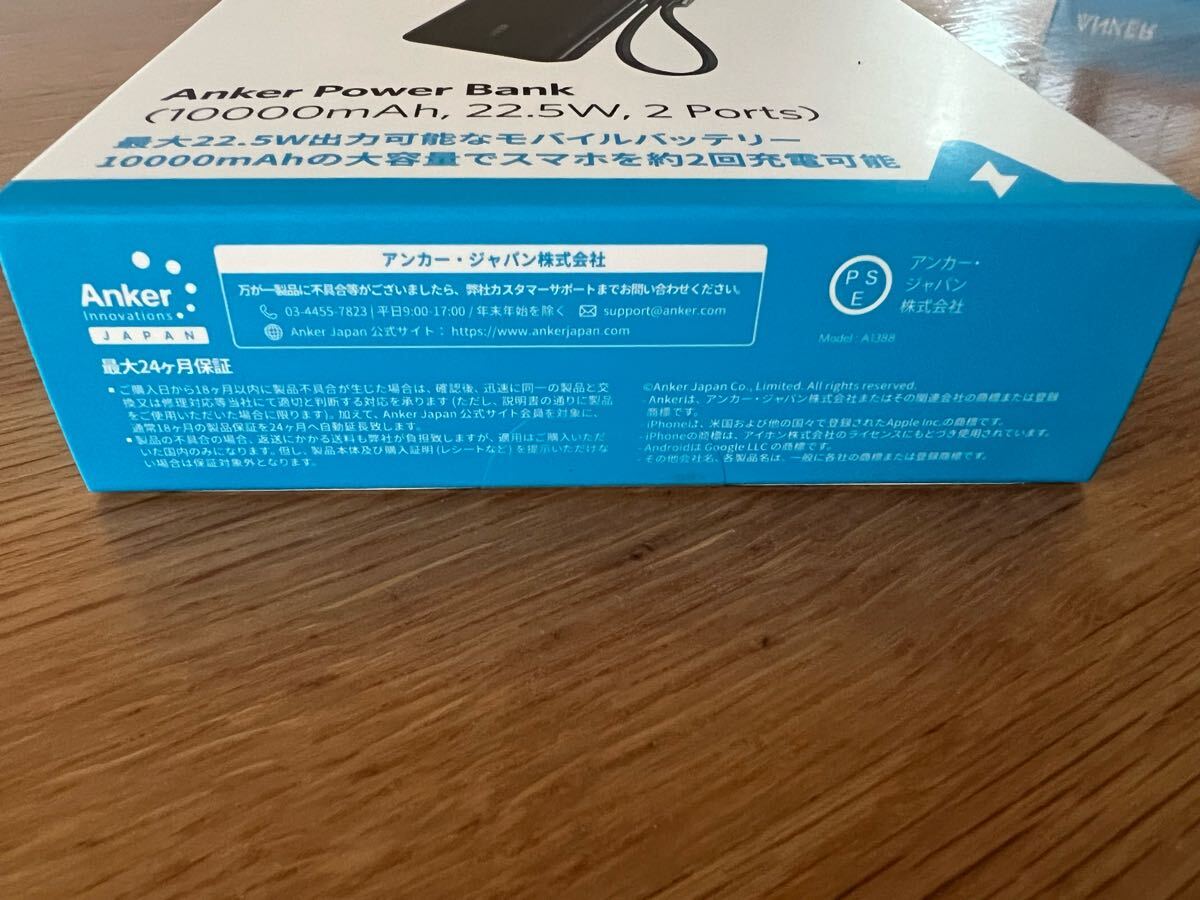 ANKER
Anker Power Bank
(10000mAh, 22.5W, 2 Ports)
最大22.5W出力可能なモバイルバッテリー
10000mAhの大容量でスマホを約2回充電可能
Anker
Innovations
JAPAN
アンカー・ジャパン株式会社
万が一製品に不具合等がございましたら、弊社カスタマーサポートまでお問い合わせください。
03-4455-7823 | 平日9:00-17:00 / 年末年始を除く support@anker.com
Anker Japan 公式サイト： https://www.ankerjapan.com
PSE
アンカー・
ジャパン
株式会社
Model : A1388
最大24ヶ月保証
■ ご購入日から18ヶ月以内に製品不具合が生じた場合は、確認後、迅速に同一の製品と交
換又は修理対応等当社にて適切と判断する対応を承ります (ただし、説明書の通りに製品
をご使用いただいた場合に限ります)。加えて、Anker Japan 公式サイト会員を対象に、
通常18ヶ月の製品保証を24ヶ月へ自動延長致します。
■ 製品の不具合の場合、返送にかかる送料も弊社が負担致しますが、適用はご購入いただ
いた国内のみになります。但し、製品本体及び購入証明 (レシートなど) を提示いただけな
い場合は保証対象外となります。
©Anker Japan Co., Limited. All rights reserved.
- Ankerは、アンカー・ジャパン株式会社またはその関連会社の商標または登録
商標です。
- iPhoneは、米国および他の国々で登録されたApple Inc.の商標です。
- iPhoneの商標は、アイホン株式会社のライセンスにもとづき使用されています。
- AndroidはGoogle LLC の商標です。
- その他会社名、各製品名は、一般に各社の商標または登録商標です。